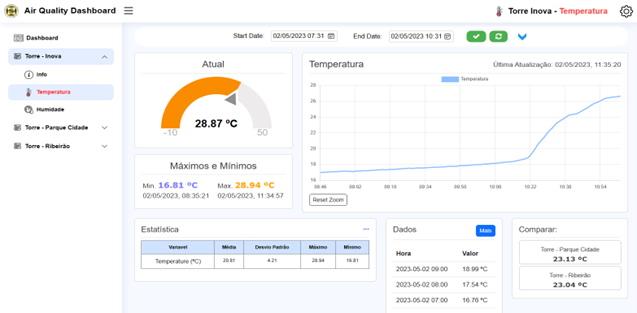 Air Quality Dashboard
Torre Inova - Temperatura
Dashboard
Torre - Inova
Info
Temperatura
Humidade
Torre - Parque Cidade
Torre - Ribeirão
Start Date: 02/05/2023 07:31
End Date: 02/05/2023 10:31
Atual
28.87 ºC
-10
50
Máximos e Mínimos
Min. 16.81 ºC
02/05/2023, 08:35:21
Max. 28.94 ºC
02/05/2023, 11:34:57
Temperatura
Última Atualização: 02/05/2023, 11:35:20
Temperatura
28
26
24
22
20
18
16
08:46 09:02 09:18 09:34 09:50 10:06 10:22 10:38 10:54
Reset Zoom
Estatística
Variavel Média Desvio Padrão Máximo Mínimo
Temperature (ºC) 20.81 4.21 28.94 16.81
Dados
Mais
Hora Valor
2023-05-02 09:00 18.99 ºC
2023-05-02 08:00 17.54 ºC
2023-05-02 07:00 16.76 ºC
Comparar:
Torre - Parque Cidade
23.13 ºC
Torre - Ribeirão
23.04 ºC